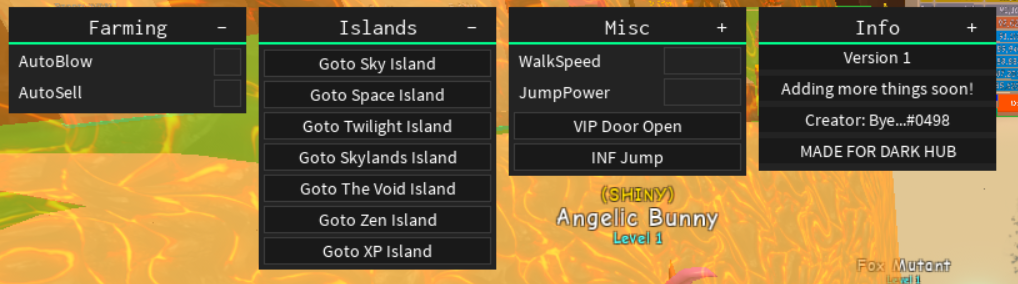 Farming −
AutoBlow
AutoSell
Islands −
Goto Sky Island
Goto Space Island
Goto Twilight Island
Goto Skylands Island
Goto The Void Island
Goto Zen Island
Goto XP Island
Misc +
WalkSpeed
JumpPower
VIP Door Open
INF Jump
Info +
Version 1
Adding more things soon!
Creator: Bye...#0498
MADE FOR DARK HUB
(SHINY)
Angelic Bunny
Level 1
Fox Mutant
Level 1